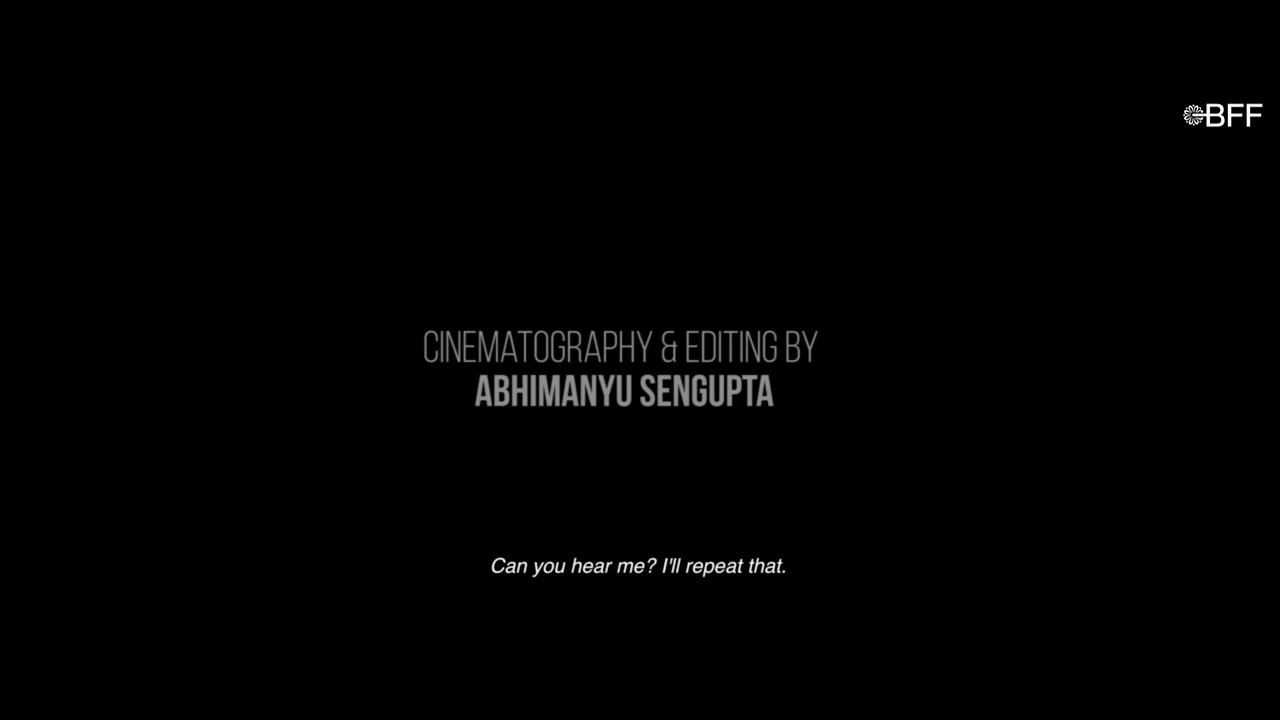 BFF
CINEMATOGRAPHY & EDITING BY
ABHIMANYU SENGUPTA
Can you hear me? I'll repeat that.